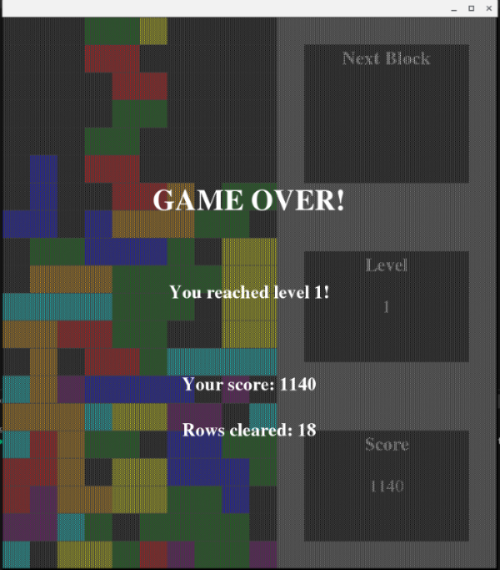 Next Block
GAME OVER!
Level
You reached level 1!
1
Your score: 1140
Rows cleared: 18
Score
1140